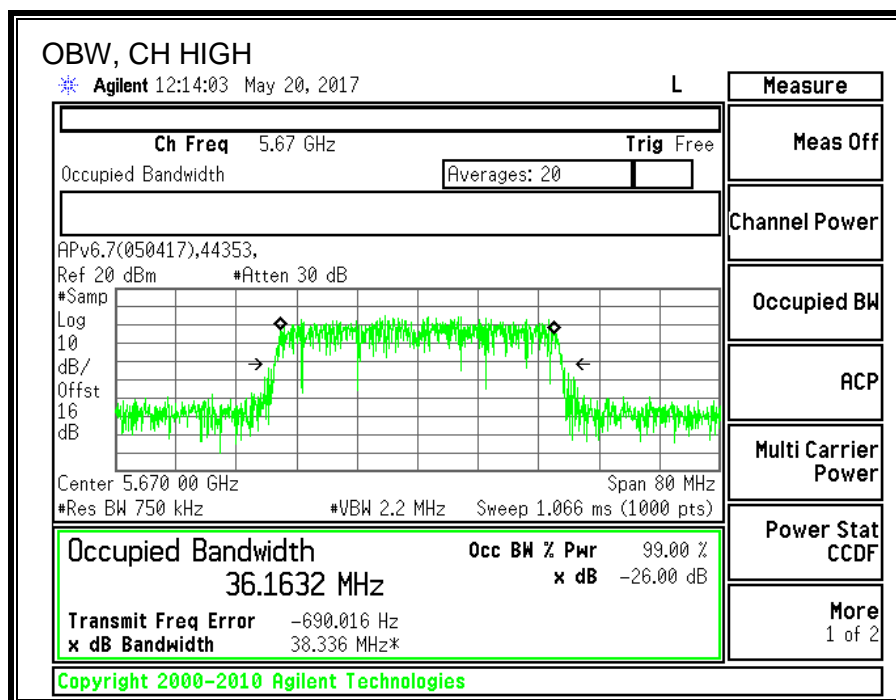 OBW, CH HIGH
Agilent 12:14:03 May 20, 2017 L
Measure
Ch Freq 5.67 GHz Trig Free
Meas Off
Occupied Bandwidth Averages: 20
Channel Power
APv6.7(050417),44353,
Ref 20 dBm #Atten 30 dB
#Samp
Log
10
dB/
Offst
16
dB
Occupied BW
ACP
Multi Carrier
Power
Center 5.670 00 GHz Span 80 MHz
#Res BW 750 kHz #VBW 2.2 MHz Sweep 1.066 ms (1000 pts)
Power Stat
CCDF
Occupied Bandwidth Occ BW % Pwr 99.00 %
36.1632 MHz x dB -26.00 dB
Transmit Freq Error -690.016 Hz
x dB Bandwidth 38.336 MHz*
More
1 of 2
Copyright 2000-2010 Agilent Technologies